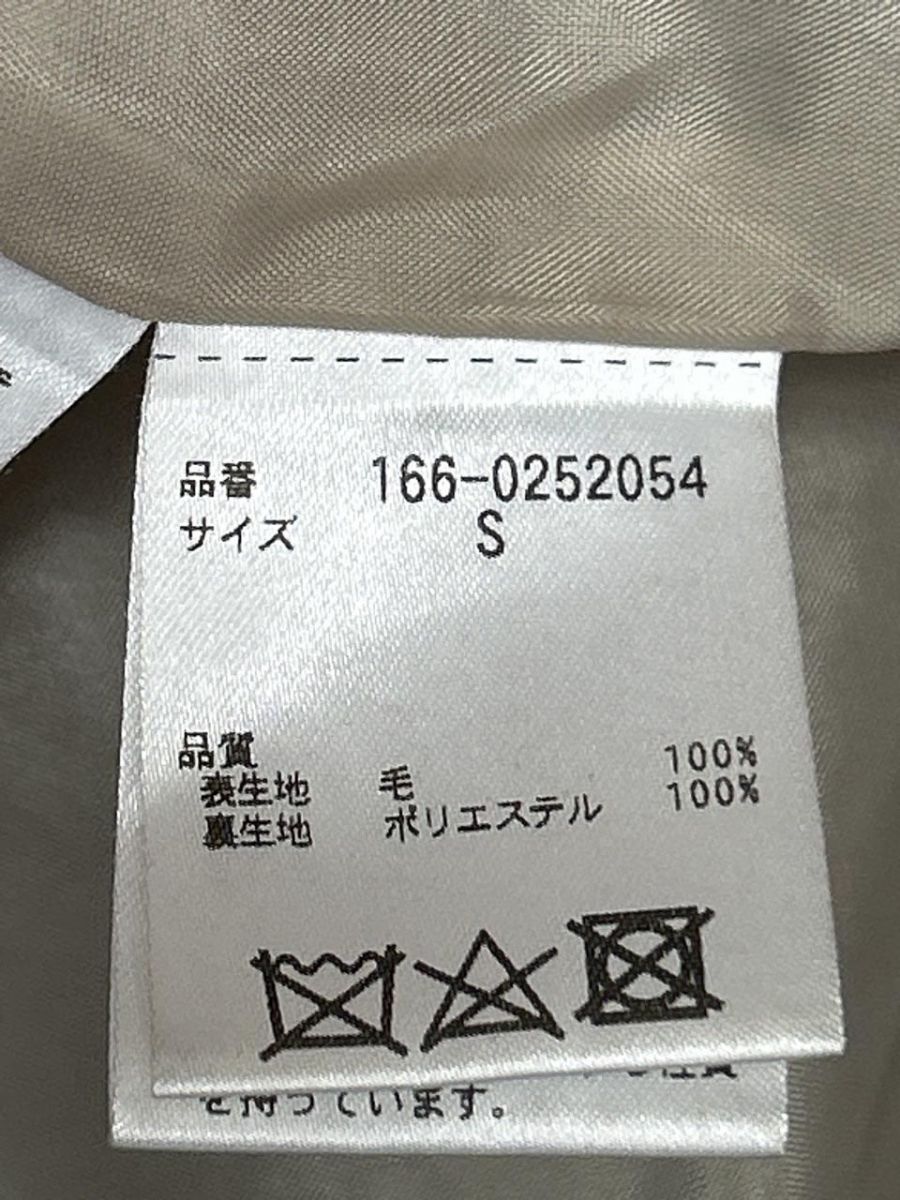 品番 166-0252054
サイズ S
品質
表生地 毛 100%
裏生地 ポリエステル 100%
を持っています。